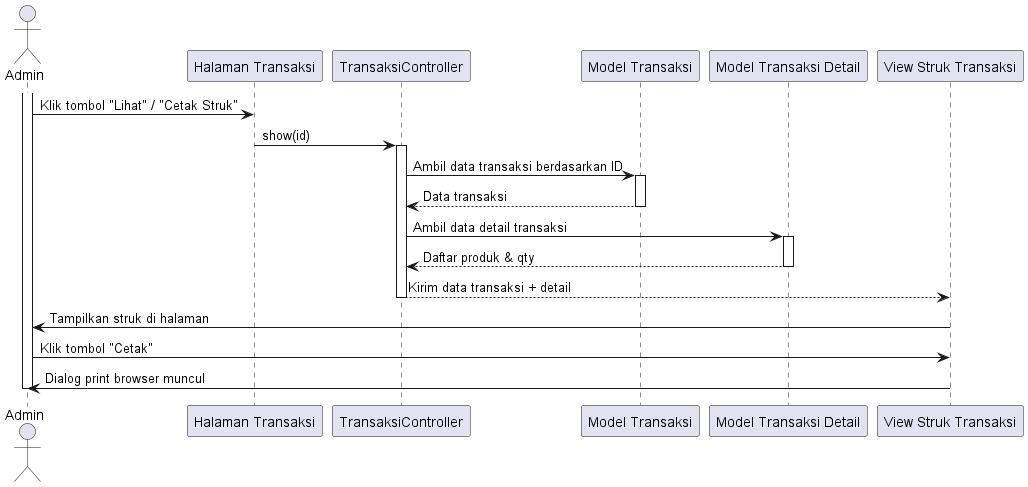 Admin
Halaman Transaksi
TransaksiController
Model Transaksi
Model Transaksi Detail
View Struk Transaksi
Klik tombol "Lihat" / "Cetak Struk"
show(id)
Ambil data transaksi berdasarkan ID
Data transaksi
Ambil data detail transaksi
Daftar produk & qty
Kirim data transaksi + detail
Tampilkan struk di halaman
Klik tombol "Cetak"
Dialog print browser muncul
Admin
Halaman Transaksi
TransaksiController
Model Transaksi
Model Transaksi Detail
View Struk Transaksi